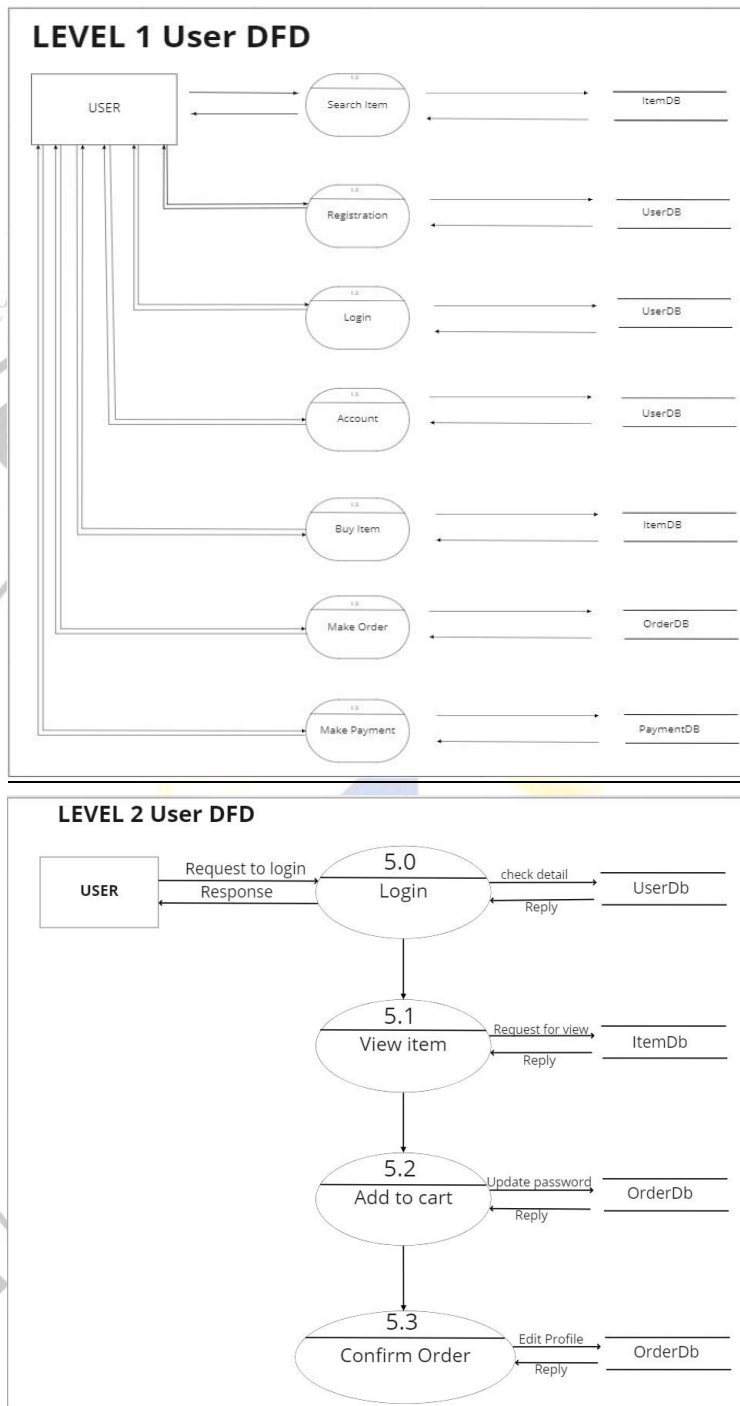 LEVEL 1 User DFD
USER
Search Item
ItemDB
Registration
UserDB
Login
UserDB
Account
UserDB
Buy Item
ItemDB
Make Order
OrderDB
Make Payment
PaymentDB
LEVEL 2 User DFD
USER
Request to login
Response
5.0
Login
check detail
Reply
UserDb
5.1
View item
Request for view
Reply
ItemDb
5.2
Add to cart
Update password
Reply
OrderDb
5.3
Confirm Order
Edit Profile
Reply
OrderDb